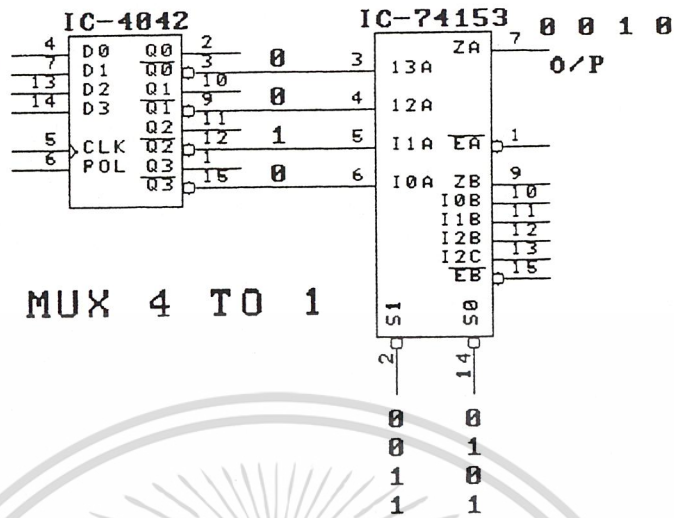 IC-4042
4 D0 Q0 2
7 D1 Q0 3
13 D2 Q1 10
14 D3 Q1 9
Q2 11
5 CLK Q2 12
6 POL Q3 1
Q3 15
0
0
1
0
IC-74153
0 0 1 0
ZA 7
O/P
3 13A
4 12A
5 I1A EA 1
6 I0A ZB 9
I0B 10
I1B 11
I2B 12
I2C 13
EB 15
S1 S0
2 14
MUX 4 TO 1
0 0
0 1
1 0
1 1